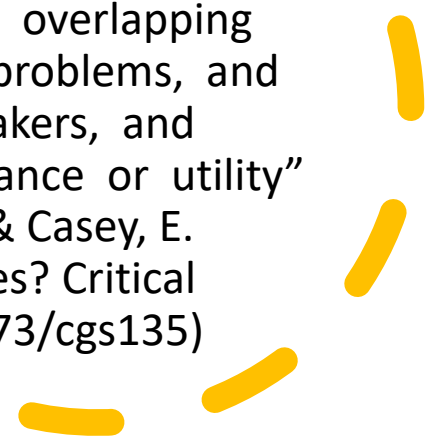 overlapping
problems, and
akers, and
ance or utility”
& Casey, E.
es? Critical
73/cgs135)